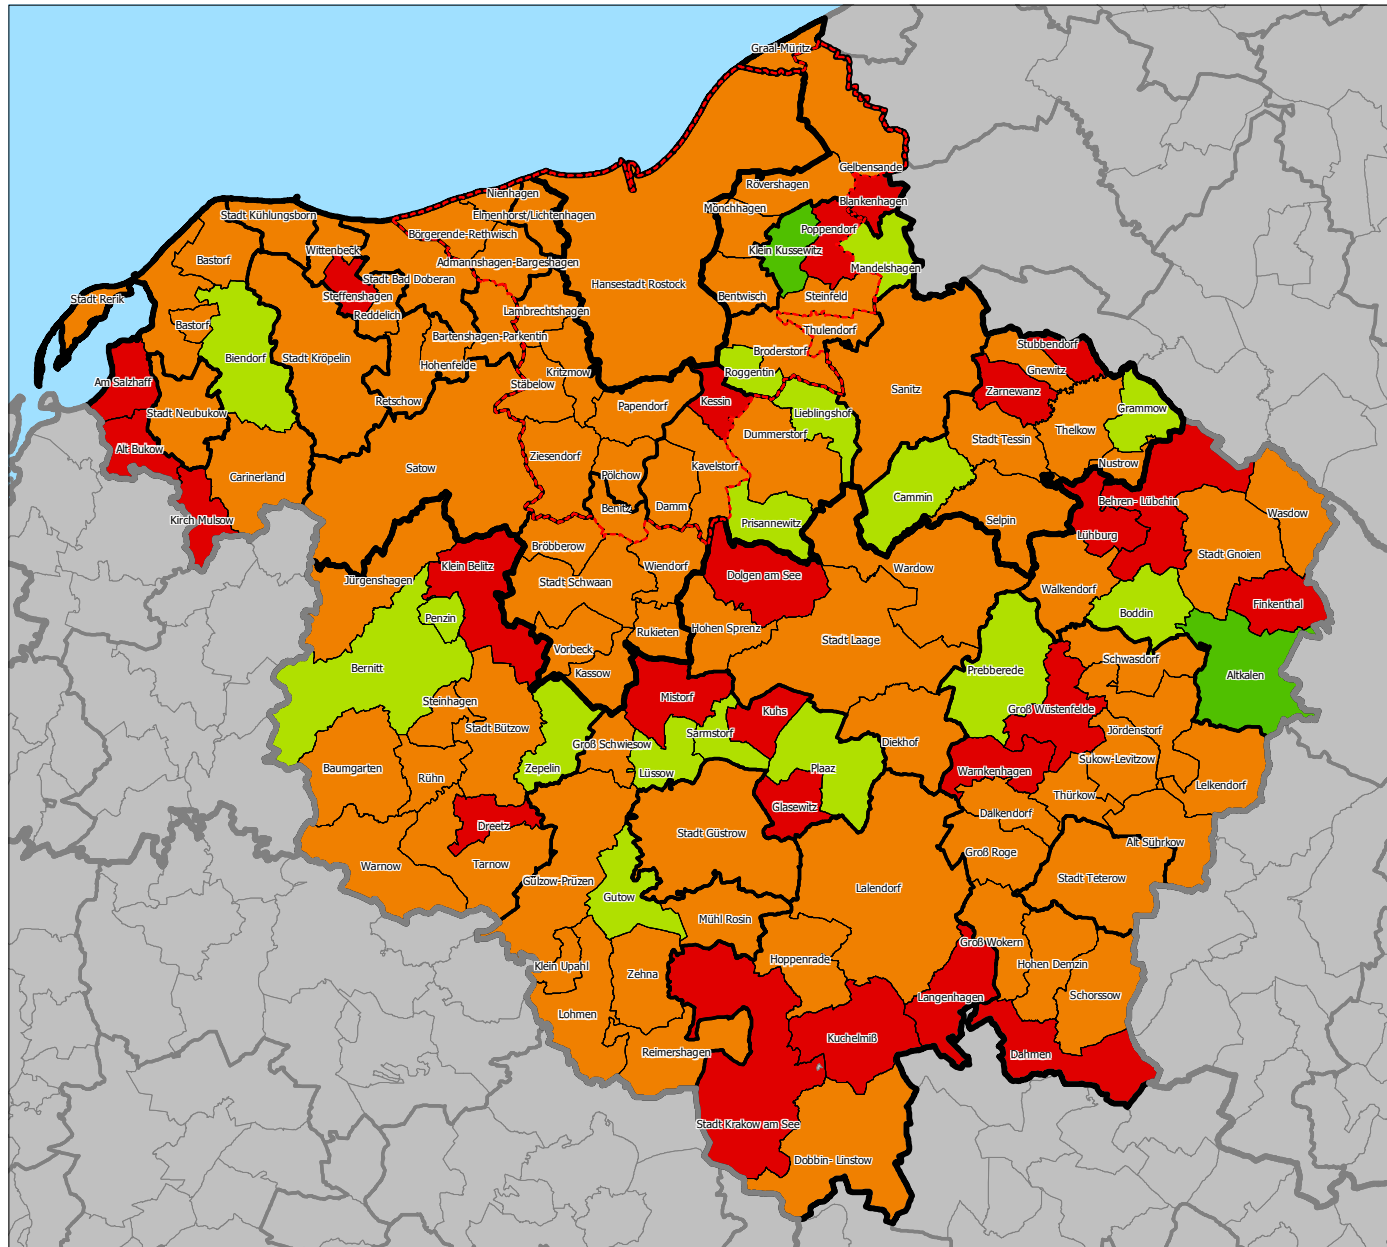 Graal-Müritz
Gelbensande
Rövershagen
Nienhagen
Blankenhagen
Mönchhagen
Stadt Kühlungsborn
Elmenhorst/Lichtenhagen
Poppendorf
Börgerende-Rethwisch
Wittenbeck
Klein Kussewitz
Bastorf
Admannshagen-Bargeshagen
Mandelshagen
Stadt Bad Doberan
Hansestadt Rostock
Stadt Rerik
Steffenshagen
Bentwisch
Steinfeld
Lambrechtshagen
Reddelich
Bastorf
Thulendorf
Bartenshagen-Parkentin
Stubbendorf
Broderstorf
Biendorf
Stadt Kröpelin
Hohenfelde
Kritzmow
Roggentin
Gnewitz
Am Salzhaff
Stäbelow
Sanitz
Zarnewanz
Retschow
Papendorf
Kessin
Stadt Neubukow
Lieblingshof
Grammow
Dummerstorf
Thelkow
Stadt Tessin
Alt Bukow
Ziesendorf
Satow
Kavelstorf
Nustrow
Carinerland
Pölchow
Cammin
Behren- Lübchin
Damm
Benitz
Wasdow
Kirch Mulsow
Prisannewitz
Selpin
Lühburg
Bröbberow
Stadt Gnoien
Klein Belitz
Wiendorf
Wardow
Jürgenshagen
Dolgen am See
Stadt Schwaan
Walkendorf
Finkenthal
Boddin
Penzin
Hohen Sprenz
Rukieten
Stadt Laage
Vorbeck
Schwasdorf
Bernitt
Kassow
Prebberede
Altkalen
Mistorf
Steinhagen
Kuhs
Groß Wüstenfelde
Stadt Bützow
Sarmstorf
Jördenstorf
Groß Schwiesow
Diekhof
Sukow-Levitzow
Baumgarten
Zepelin
Plaaz
Lüssow
Warnkenhagen
Rühn
Lelkendorf
Thürkow
Glasewitz
Dalkendorf
Dreetz
Stadt Güstrow
Alt Sührkow
Groß Roge
Warnow
Tarnow
Stadt Teterow
Gülzow-Prüzen
Lalendorf
Gutow
Mühl Rosin
Groß Wokern
Hoppenrade
Klein Upahl
Hohen Demzin
Zehna
Schorssow
Langenhagen
Lohmen
Kuchelmiß
Reimershagen
Dahmen
Stadt Krakow am See
Dobbin- Linstow